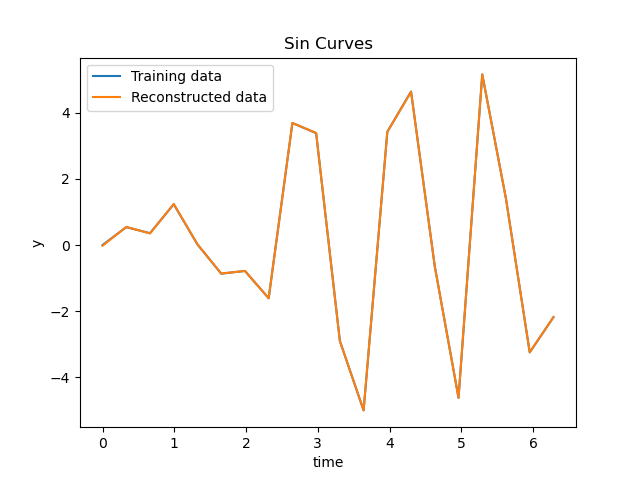 Sin Curves
Training data
Reconstructed data
4
2
0
−2
−4
y
0 1 2 3 4 5 6
time